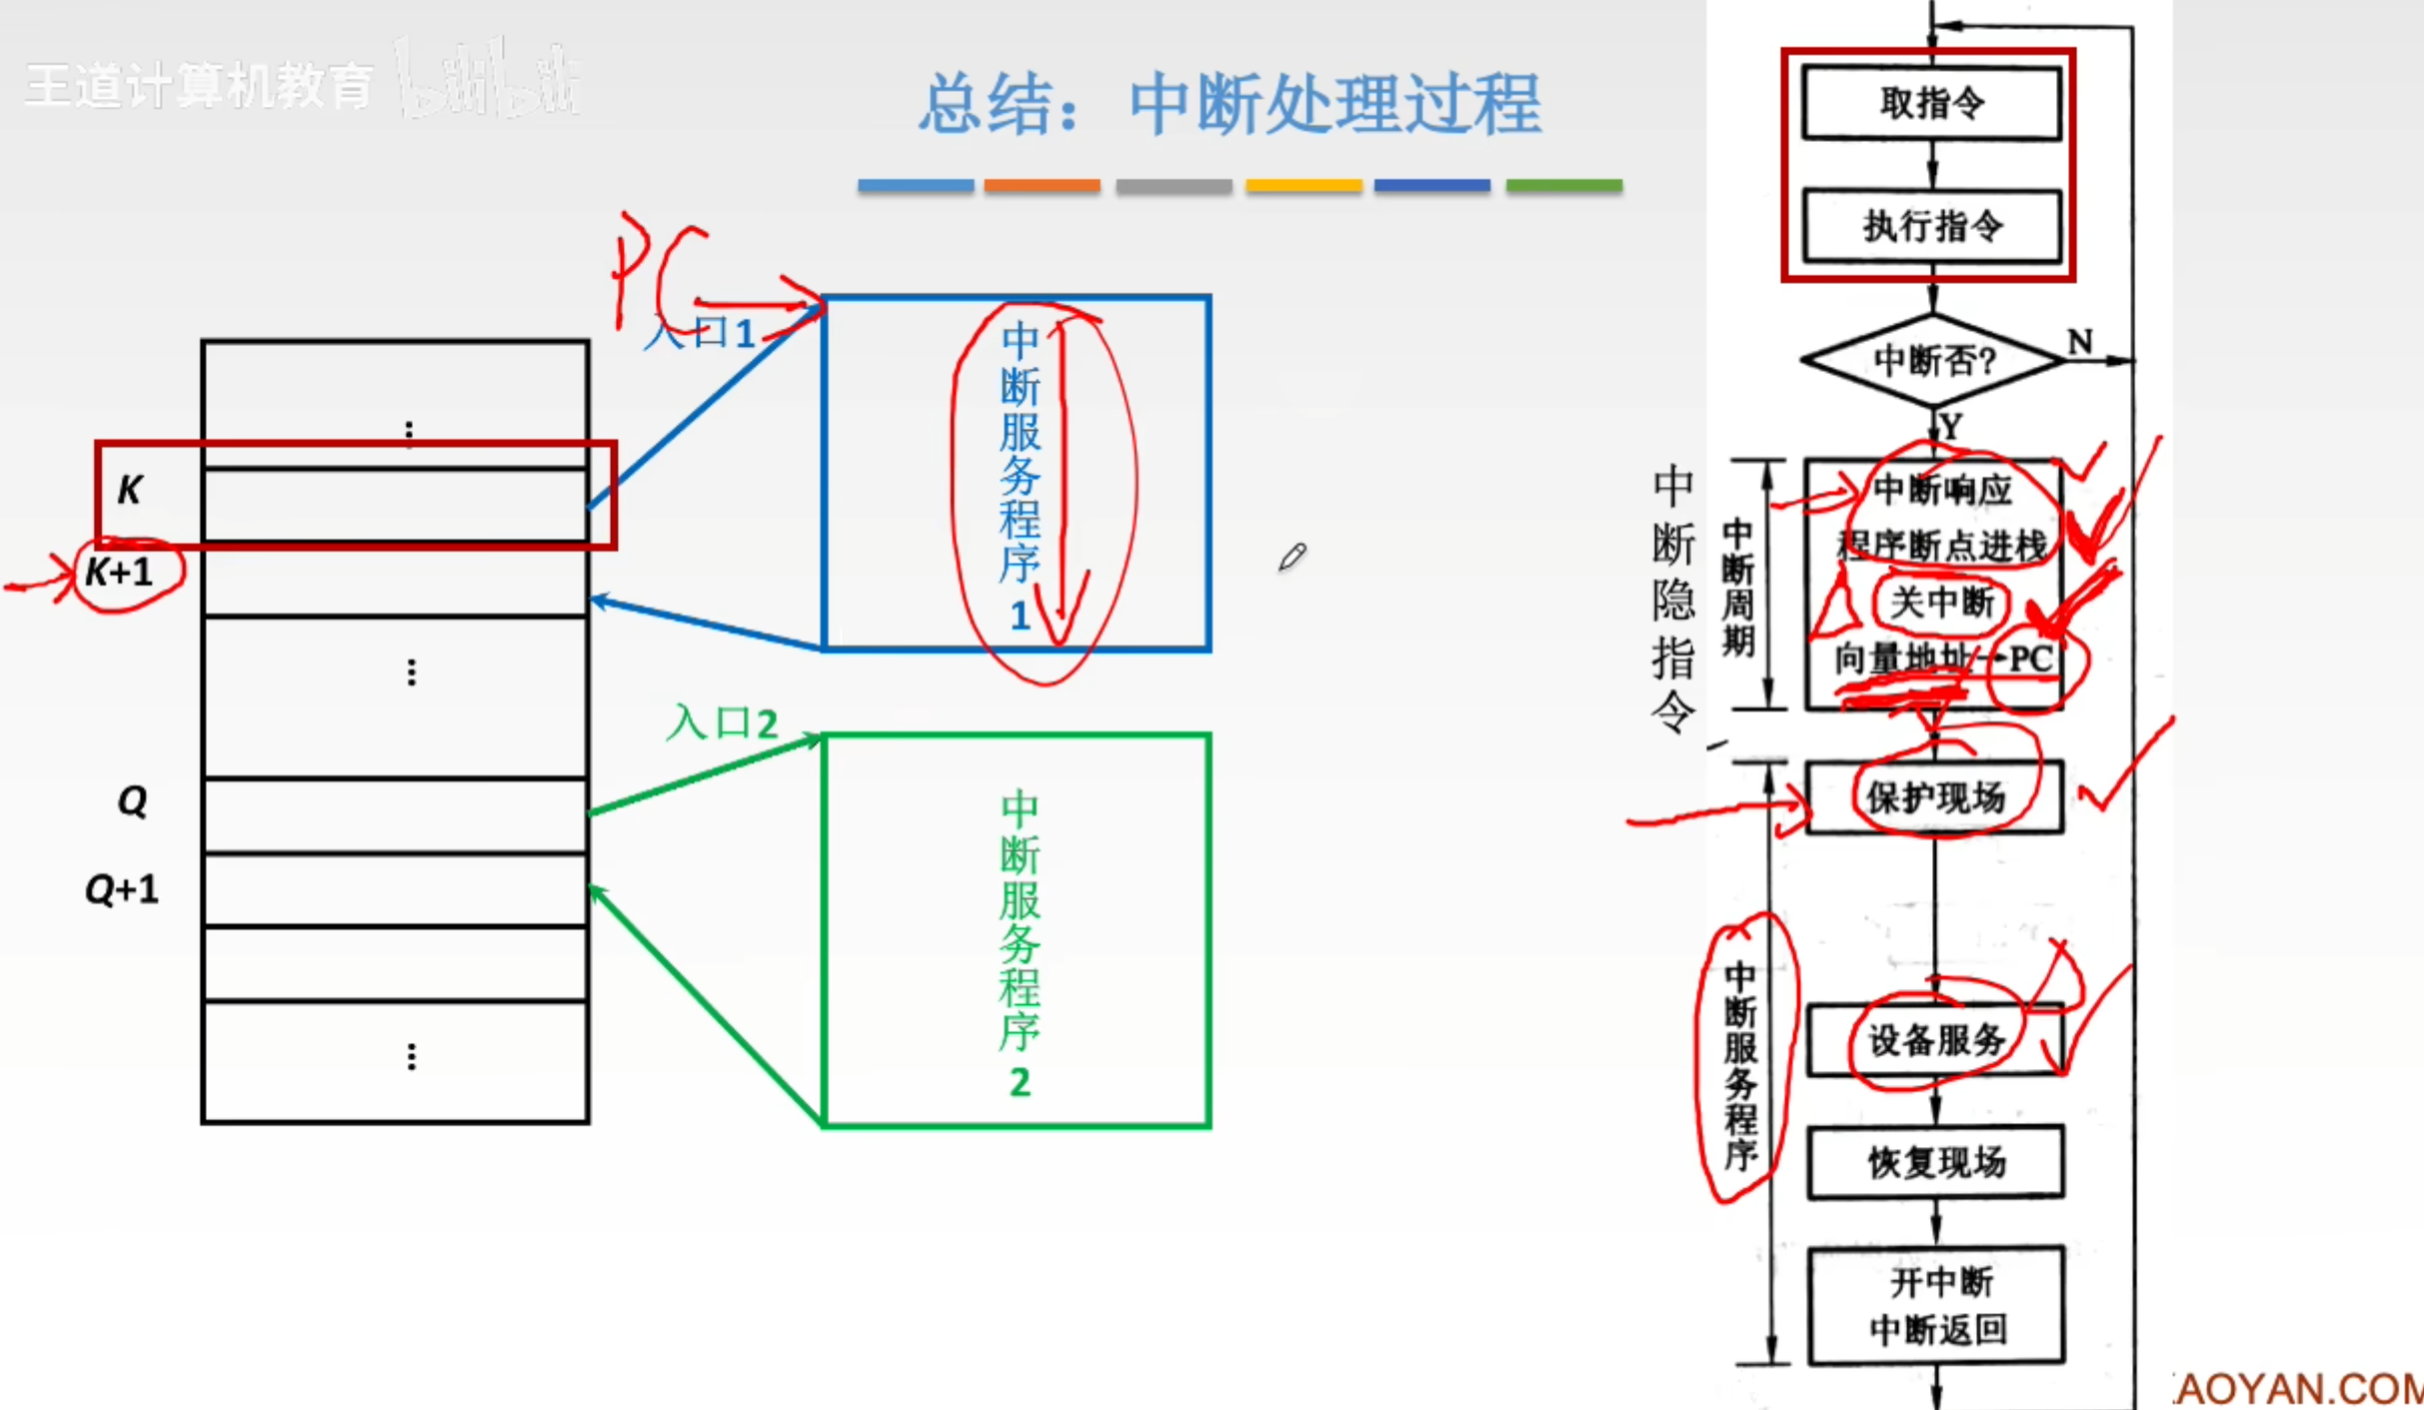 王道计算机教育
bilibili
总结：中断处理过程
PC
入口1
K
K+1
Q
Q+1
中断服务程序1
入口2
中断服务程序2
取指令
执行指令
中断否?
N
Y
中断隐指令
中断周期
中断响应
程序断点进栈
关中断
向量地址→PC
保护现场
中断服务程序
设备服务
恢复现场
开中断
中断返回
AOYAN.COM